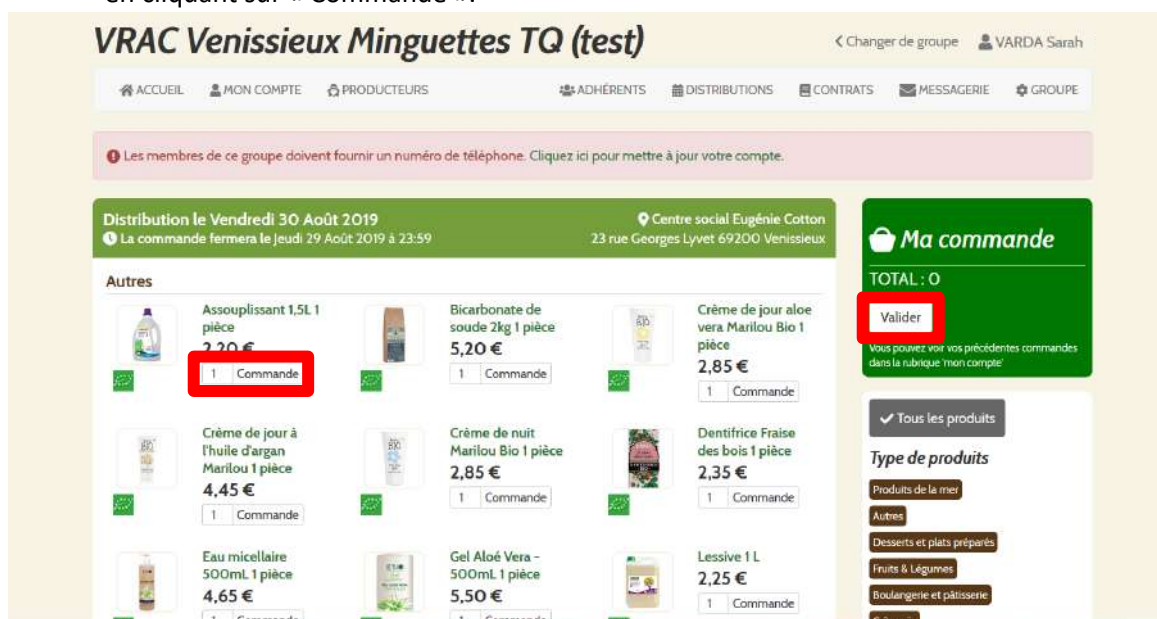 en cliquant sur « Commande ».
VRAC Venissieux Minguettes TQ (test)
Changer de groupe VARDA Sarah
ACCUEIL MON COMPTE PRODUCTEURS ADHÉRENTS DISTRIBUTIONS CONTRATS MESSAGERIE GROUPE
Les membres de ce groupe doivent fournir un numéro de téléphone. Cliquez ici pour mettre à jour votre compte.
Distribution le Vendredi 30 Août 2019
La commande fermera le Jeudi 29 Août 2019 à 23:59
Centre social Eugénie Cotton
23 rue Georges Lyvet 69200 Venissieux
Autres
Assouplissant 1,5L 1
pièce
2,20 €
1 Commande
Bicarbonate de
soude 2kg 1 pièce
5,20 €
1 Commande
Crème de jour aloe
vera Marilou Bio 1
pièce
2,85 €
1 Commande
Crème de jour à
l'huile d'argan
Marilou 1 pièce
4,45 €
1 Commande
Crème de nuit
Marilou Bio 1 pièce
2,85 €
1 Commande
Dentifrice Fraise
des bois 1 pièce
2,35 €
1 Commande
Eau micellaire
500mL 1 pièce
4,65 €
1 Commande
Gel Aloé Vera -
500mL 1 pièce
5,50 €
1 Commande
Lessive 1 L
2,25 €
1 Commande
Ma commande
TOTAL : 0
Valider
Vous pouvez voir vos précédentes commandes
dans la rubrique 'mon compte'
Tous les produits
Type de produits
Produits de la mer
Autres
Desserts et plats préparés
Fruits & Légumes
Boulangerie et pâtisserie